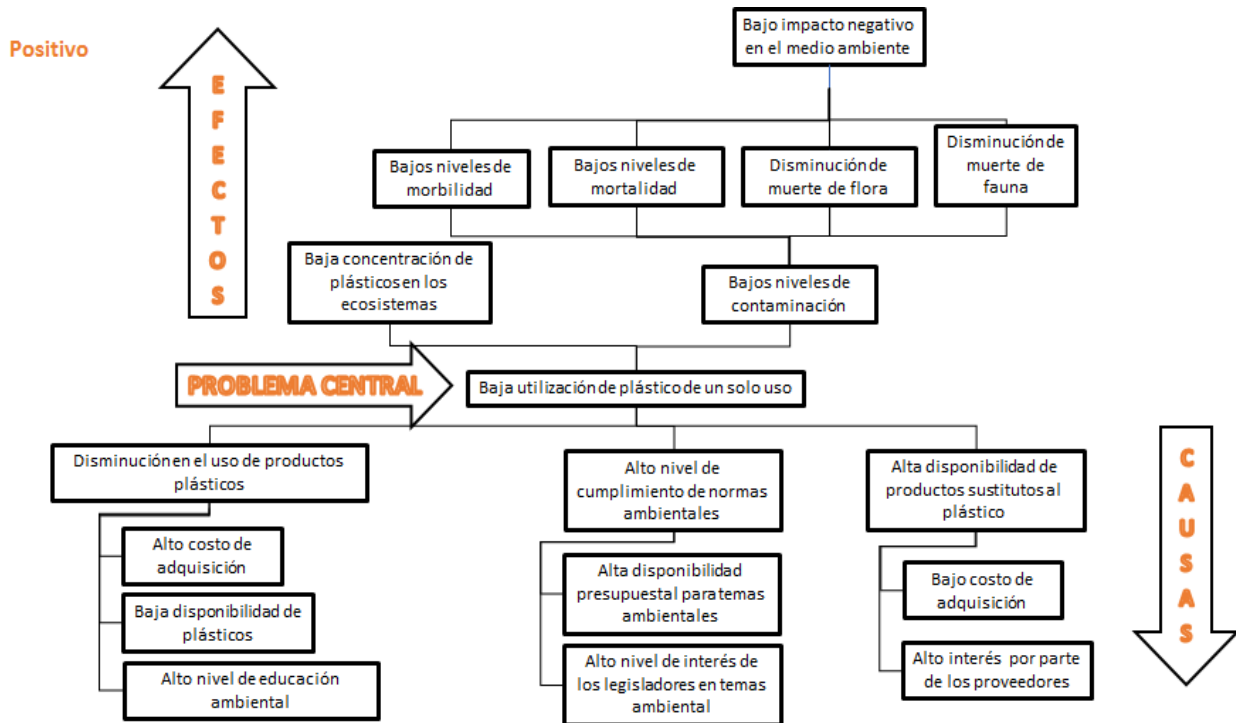 Positivo
EFECTOS
Bajo impacto negativo
en el medio ambiente
Bajos niveles de
morbilidad
Bajos niveles de
mortalidad
Disminución de
muerte de flora
Disminución de
muerte de
fauna
Baja concentración de
plásticos en los
ecosistemas
Bajos niveles de
contaminación
PROBLEMA CENTRAL
Baja utilización de plástico de un solo uso
CAUSAS
Disminución en el uso de productos
plásticos
Alto costo de
adquisición
Baja disponibilidad de
plásticos
Alto nivel de educación
ambiental
Alto nivel de
cumplimiento de normas
ambientales
Alta disponibilidad
presupuestal para temas
ambientales
Alto nivel de interés de
los legisladores en temas
ambiental
Alta disponibilidad de
productos sustitutos al
plástico
Bajo costo de
adquisición
Alto interés por parte
de los proveedores